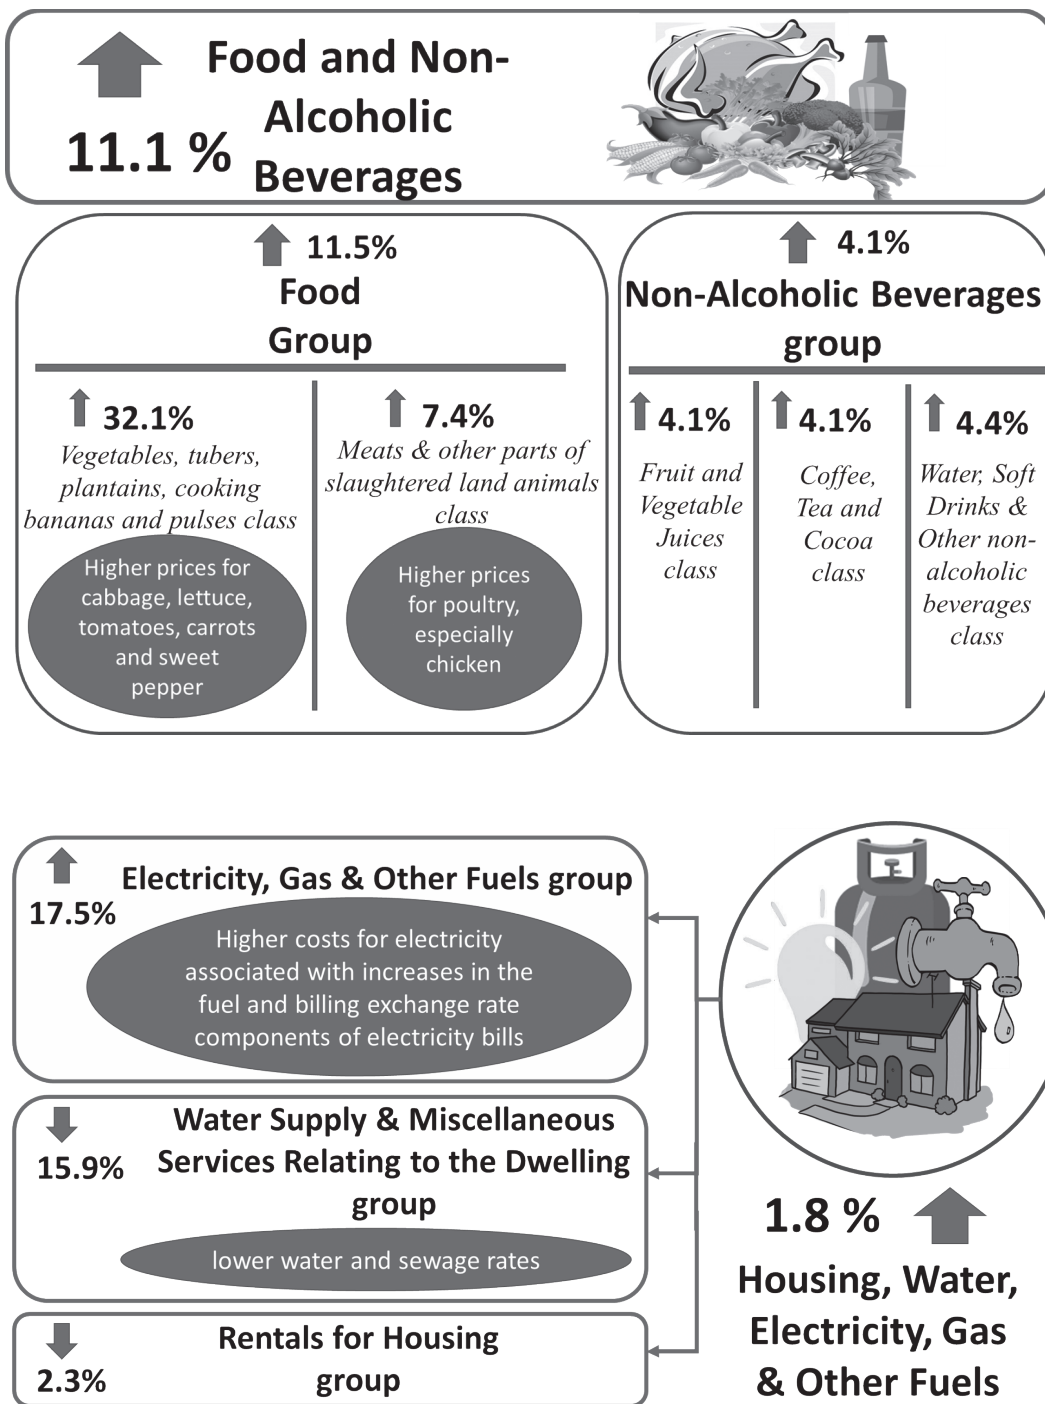 Food and Non-
Alcoholic
11.1 %
Beverages
11.5%
Food
Group
32.1%
Vegetables, tubers,
plantains, cooking
bananas and pulses class
Higher prices for
cabbage, lettuce,
tomatoes, carrots
and sweet
pepper
7.4%
Meats & other parts of
slaughtered land animals
class
Higher prices
for poultry,
especially
chicken
4.1%
Non-Alcoholic Beverages
group
4.1%
Fruit and
Vegetable
Juices
class
4.1%
Coffee,
Tea and
Cocoa
class
4.4%
Water, Soft
Drinks &
Other non-
alcoholic
beverages
class
Electricity, Gas & Other Fuels group
17.5%
Higher costs for electricity
associated with increases in the
fuel and billing exchange rate
components of electricity bills
Water Supply & Miscellaneous
15.9%
Services Relating to the Dwelling
group
lower water and sewage rates
Rentals for Housing
2.3%
group
1.8 %
Housing, Water,
Electricity, Gas
& Other Fuels